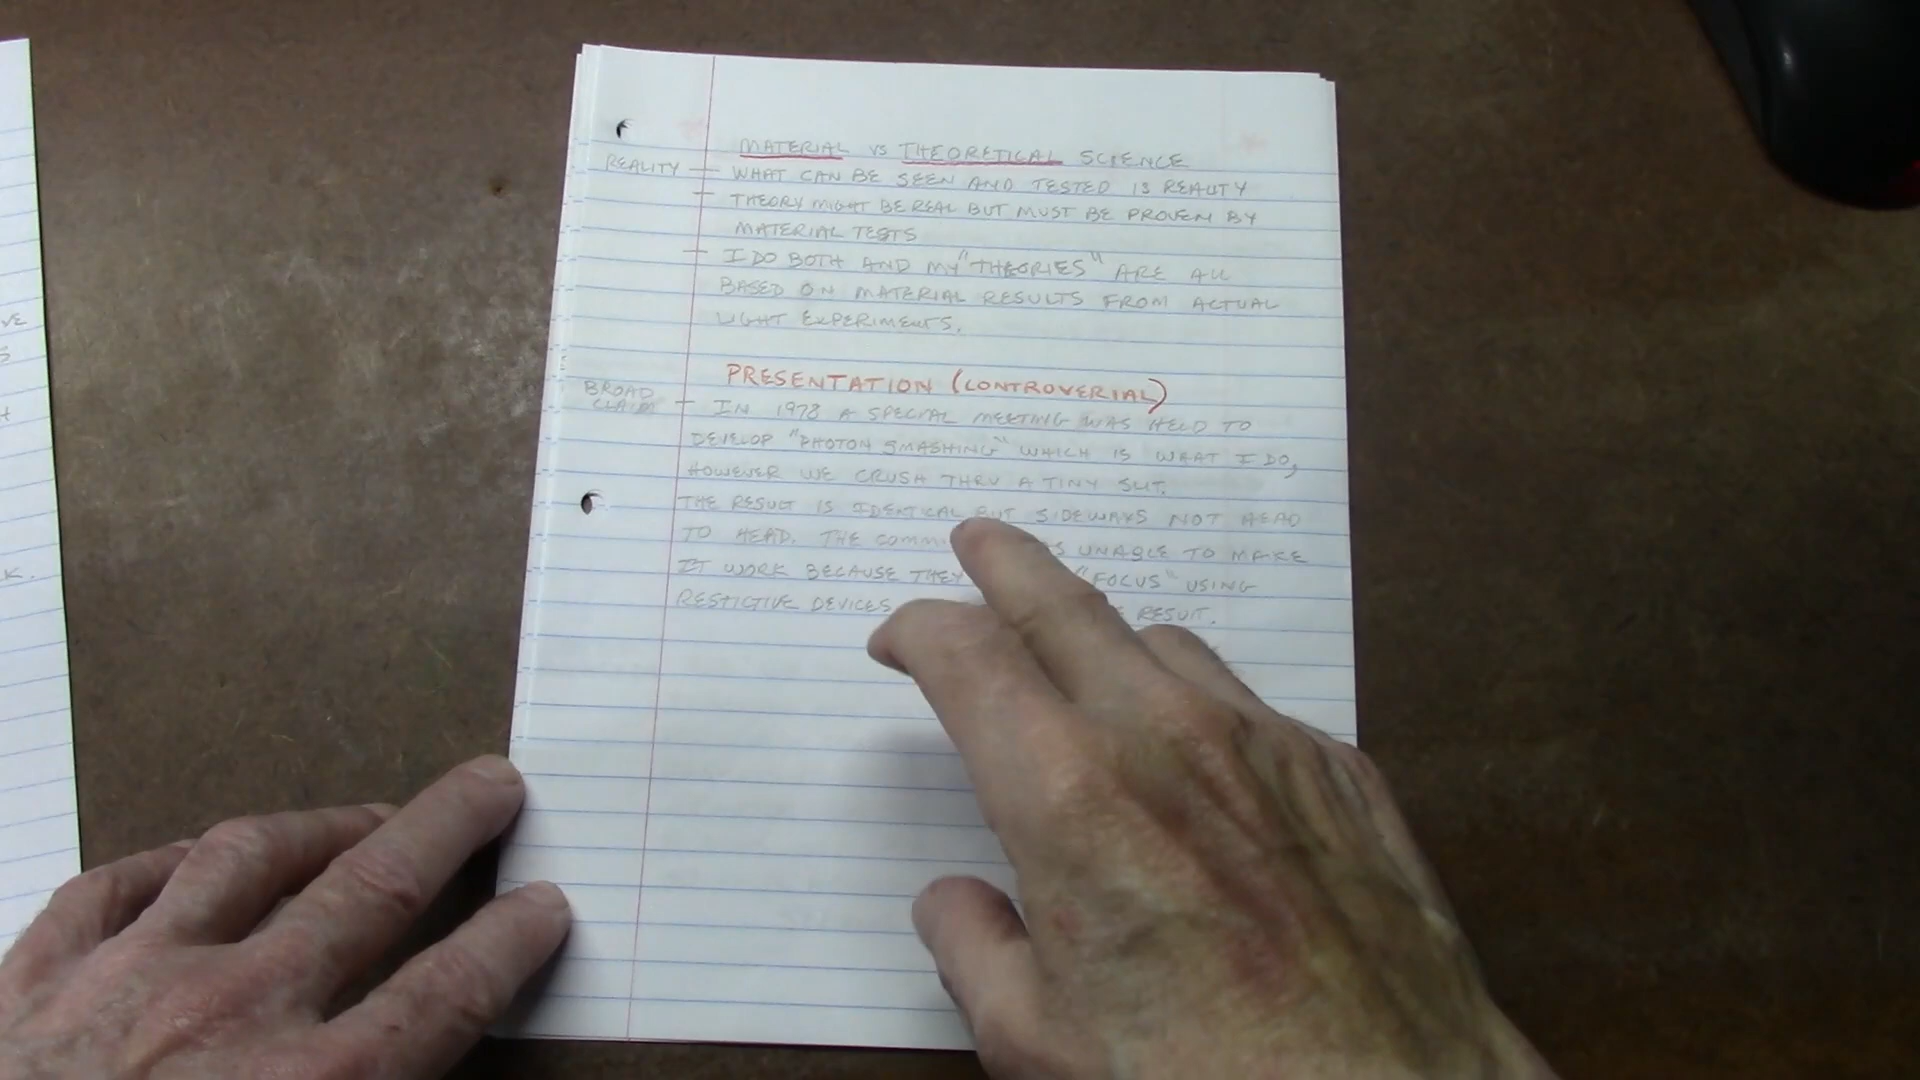 MATERIAL VS THEORETICAL SCIENCE
REALITY — WHAT CAN BE SEEN AND TESTED IS REALITY
— THEORY MIGHT BE REAL BUT MUST BE PROVEN BY
MATERIAL TESTS
— I DO BOTH AND MY "THEORIES" ARE ALL
BASED ON MATERIAL RESULTS FROM ACTUAL
LIGHT EXPERIMENTS.
PRESENTATION (CONTROVERIAL)
BROAD
CLAIM — IN 1978 A SPECIAL MEETING WAS HELD TO
DEVELOP "PHOTON SMASHING" WHICH IS WHAT I DO,
HOWEVER WE CRUSH THRU A TINY SLIT.
THE RESULT IS IDENTICAL BUT SIDEWAYS NOT HEAD
TO HEAD. THE UNABLE TO MAKE
IT WORK BECAUSE THEY "FOCUS" USING
RESTICTIVE DEVICES RESULT.